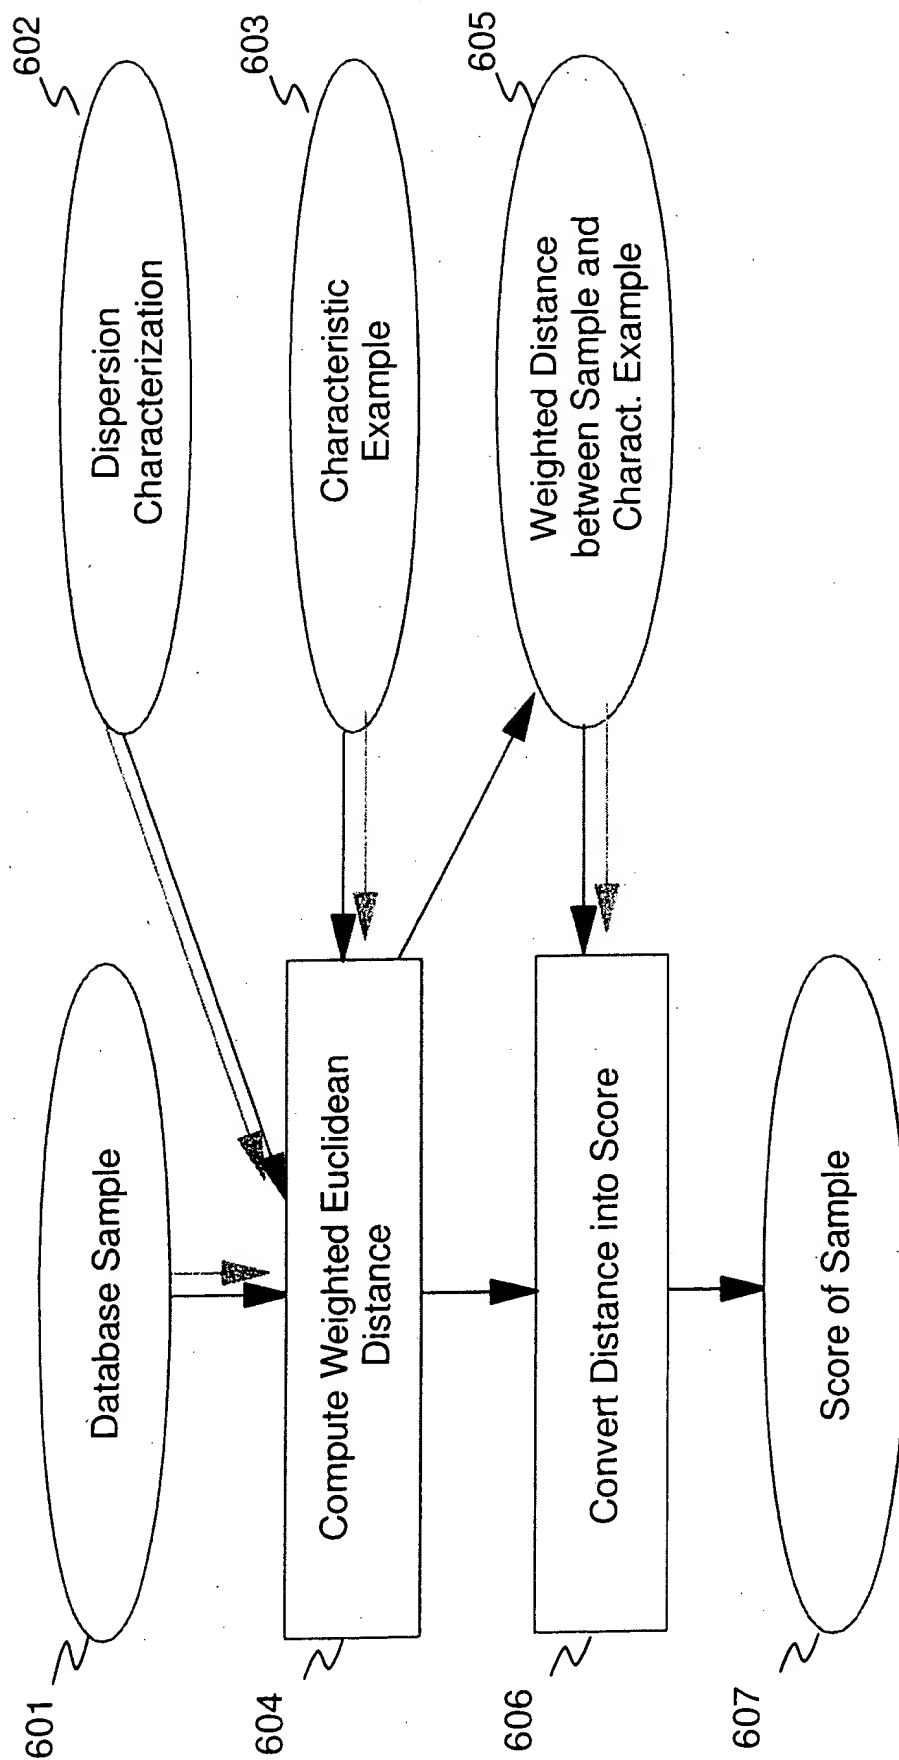 601
Database Sample
602
Dispersion
Characterization
603
Characteristic
Example
604
Compute Weighted Euclidean
Distance
605
Weighted Distance
between Sample and
Charact. Example
606
Convert Distance into Score
607
Score of Sample